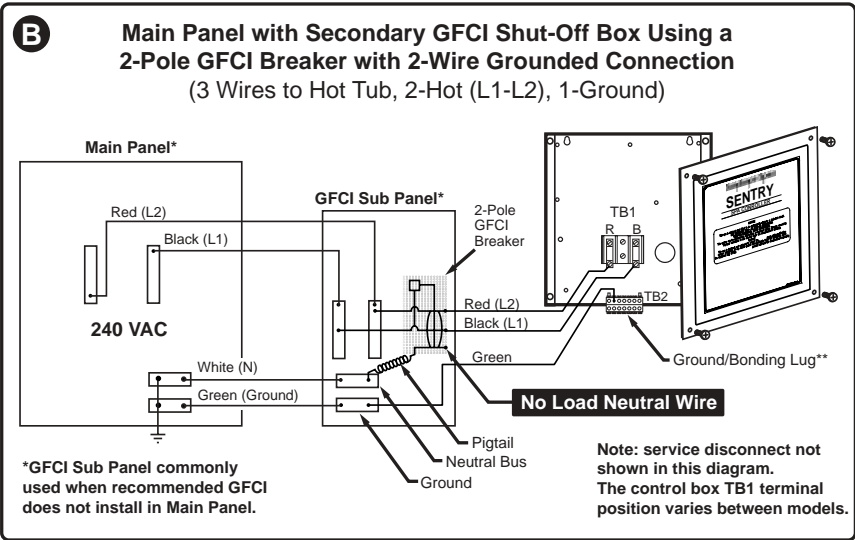 B
Main Panel with Secondary GFCI Shut-Off Box Using a
2-Pole GFCI Breaker with 2-Wire Grounded Connection
(3 Wires to Hot Tub, 2-Hot (L1-L2), 1-Ground)
Main Panel*
GFCI Sub Panel*
2-Pole
GFCI
Breaker
TB1
R B
SENTRY
SPA CONTROLLER
Red (L2)
Black (L1)
240 VAC
Red (L2)
Black (L1)
TB2
Green
Ground/Bonding Lug**
White (N)
Green (Ground)
No Load Neutral Wire
Pigtail
Neutral Bus
Ground
*GFCI Sub Panel commonly
used when recommended GFCI
does not install in Main Panel.
Note: service disconnect not
shown in this diagram.
The control box TB1 terminal
position varies between models.